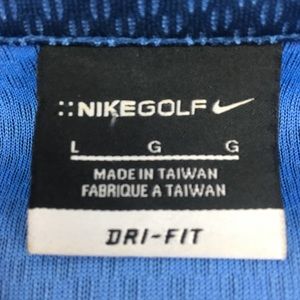 NIKEGOLF
L G G
MADE IN TAIWAN
FABRIQUE A TAIWAN
DRI-FIT